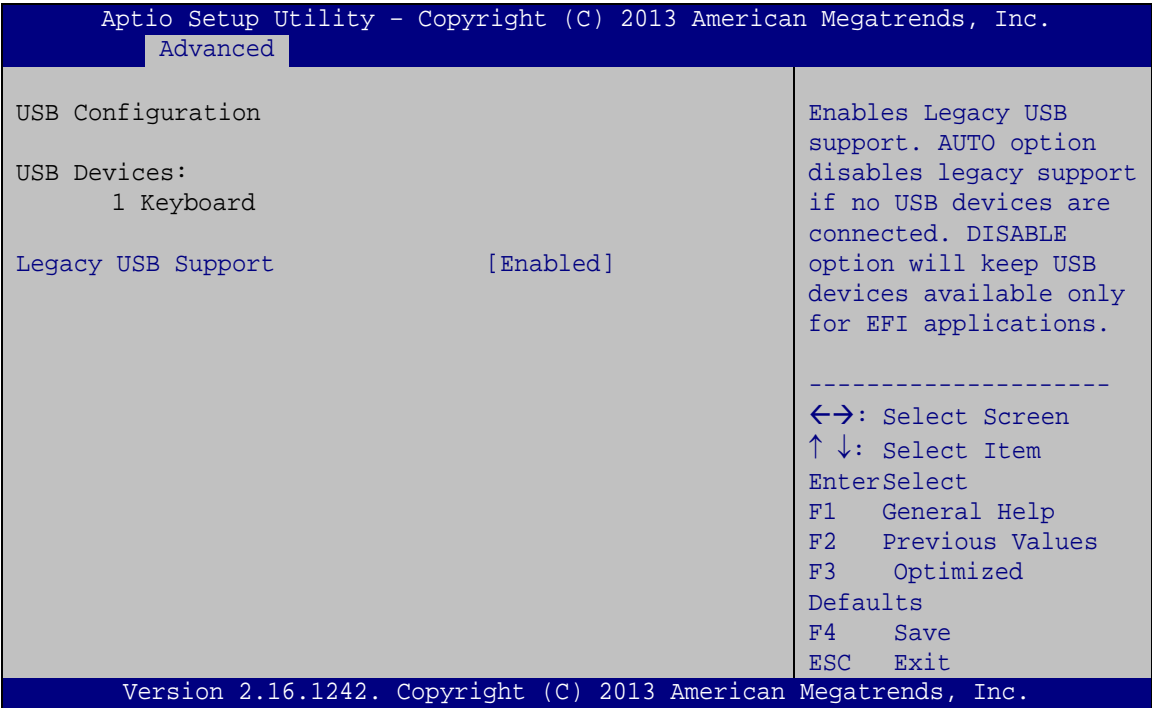 Aptio Setup Utility – Copyright (C) 2013 American Megatrends, Inc.
Advanced
USB Configuration
USB Devices:
1 Keyboard
Legacy USB Support [Enabled]
Enables Legacy USB
support. AUTO option
disables legacy support
if no USB devices are
connected. DISABLE
option will keep USB
devices available only
for EFI applications.
---------------------
←→: Select Screen
↑ ↓: Select Item
EnterSelect
F1 General Help
F2 Previous Values
F3 Optimized
Defaults
F4 Save
ESC Exit
Version 2.16.1242. Copyright (C) 2013 American Megatrends, Inc.